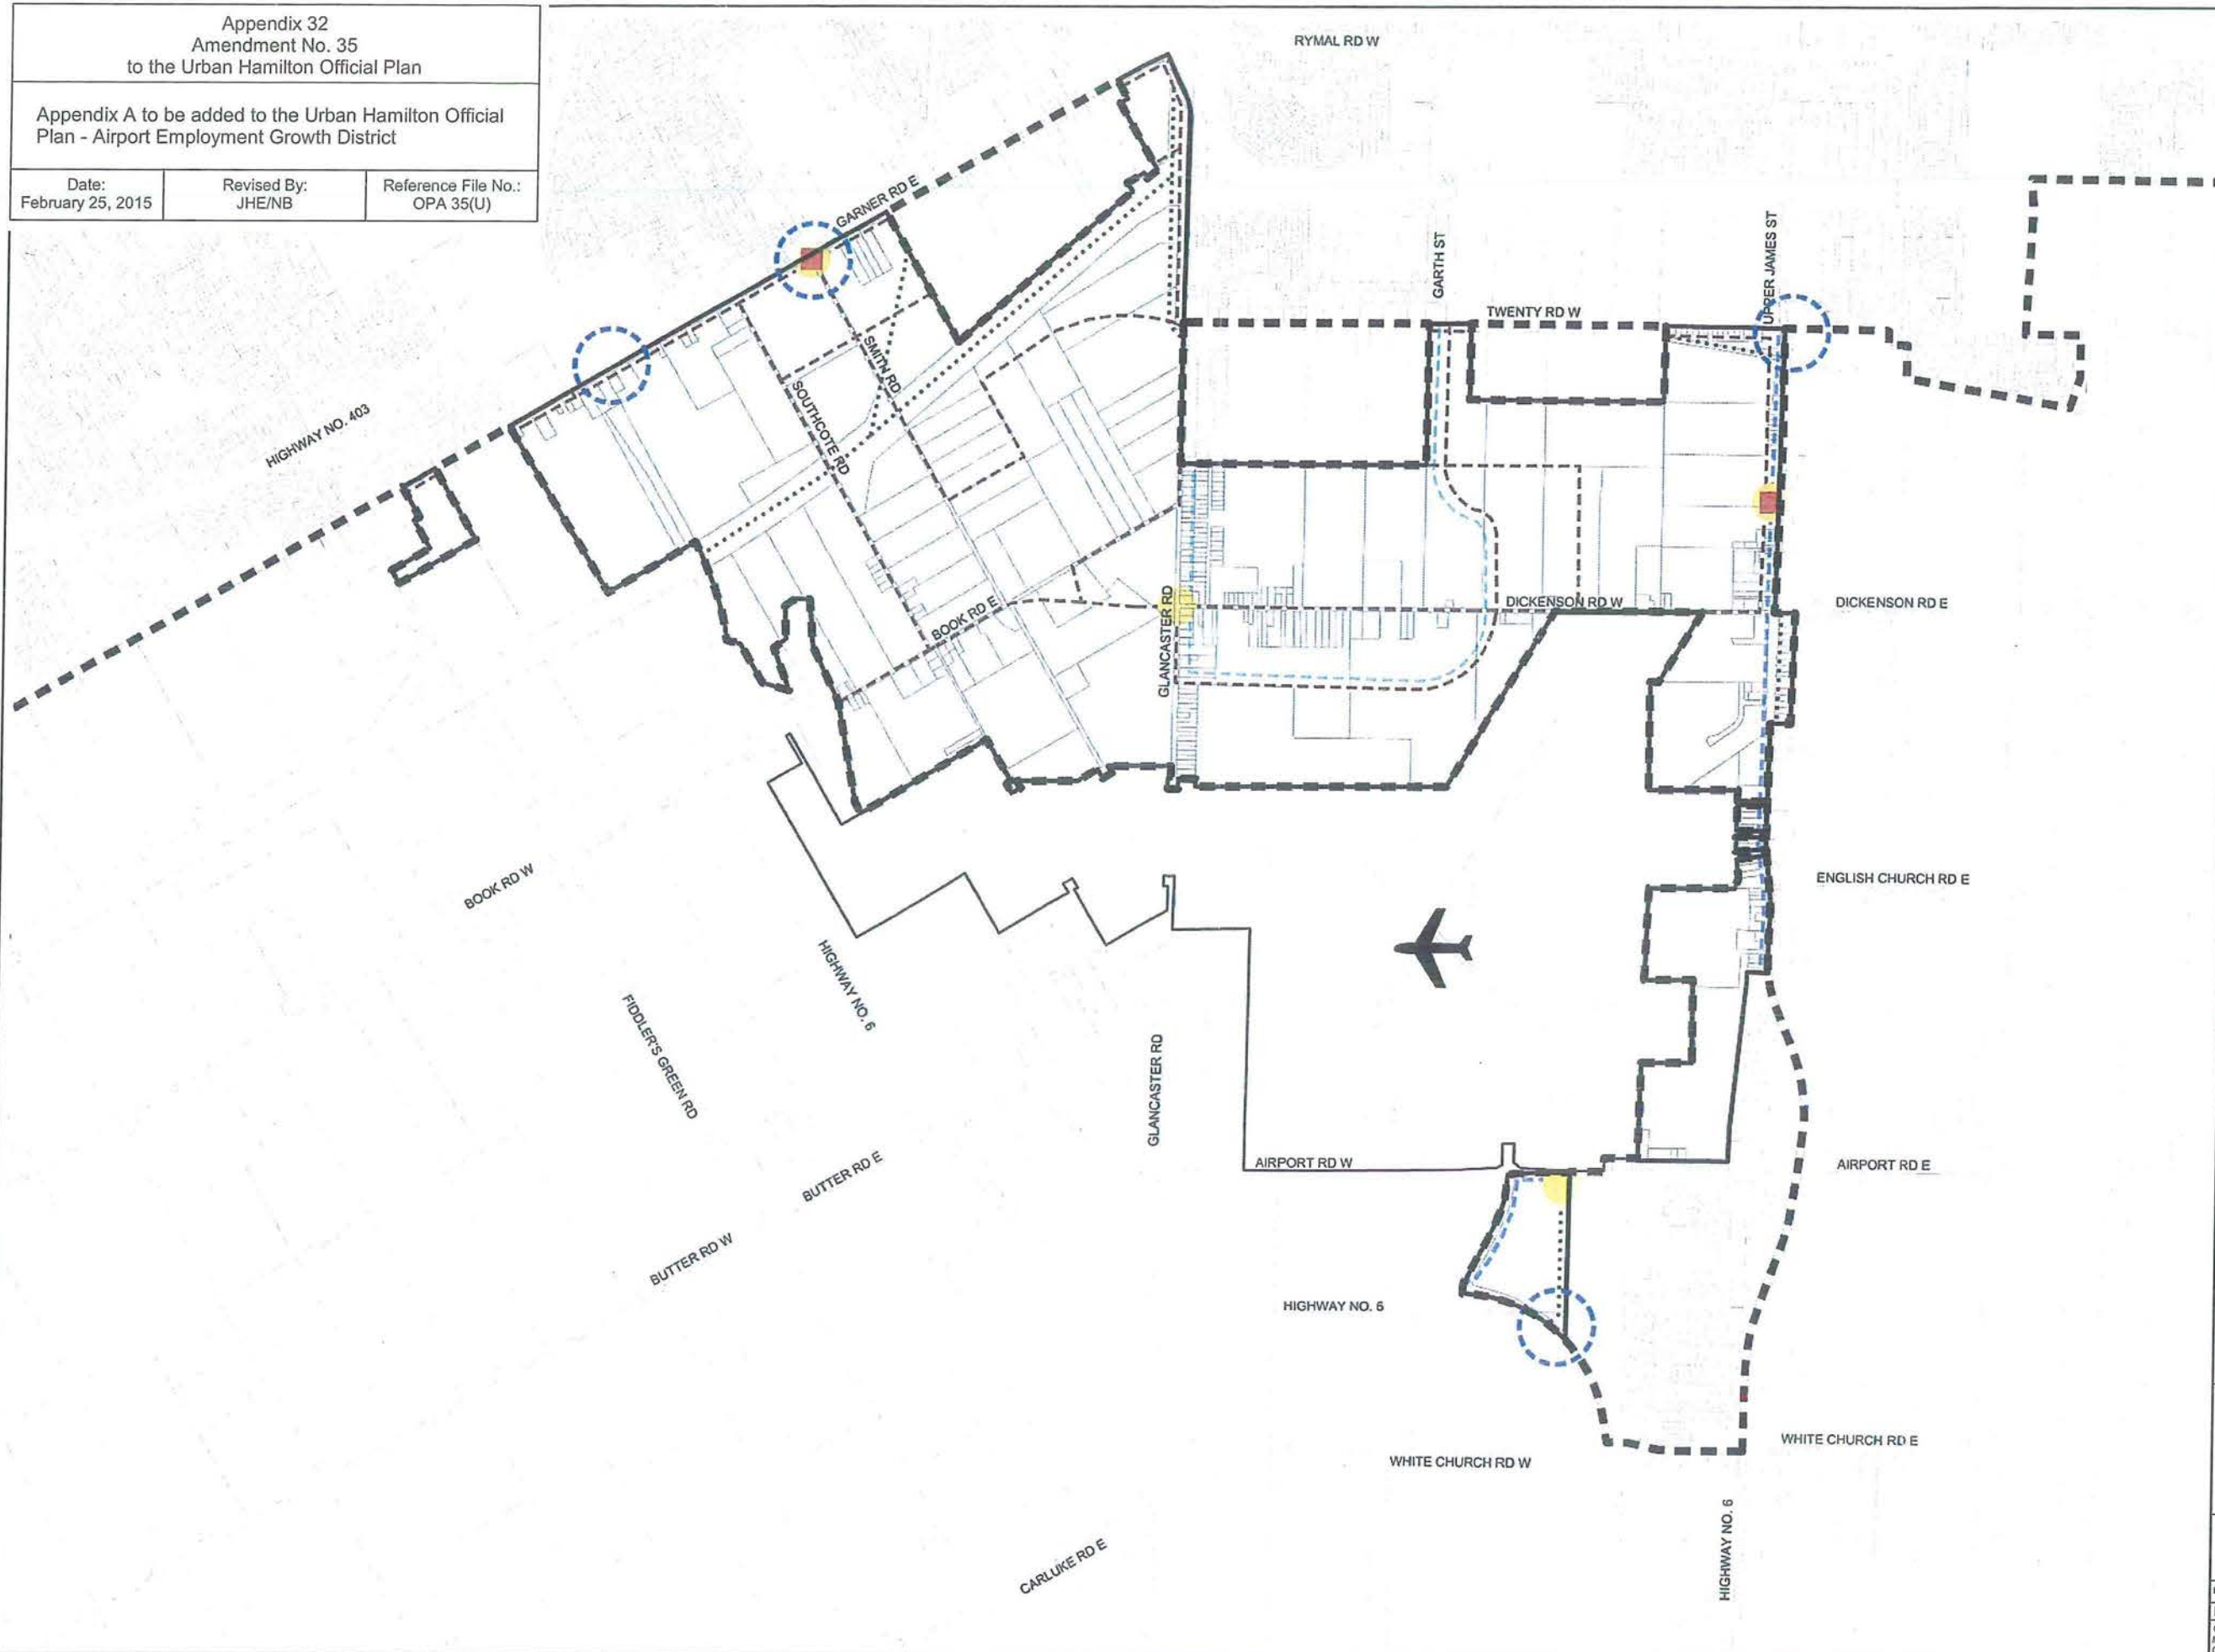 Appendix 32
Amendment No. 35
to the Urban Hamilton Official Plan
Appendix A to be added to the Urban Hamilton Official
Plan - Airport Employment Growth District
Date:
February 25, 2015
Revised By:
JHE/NB
Reference File No.:
OPA 35(U)
RYMAL RD W
GARNER RD E
GARTH ST
UPPER JAMES ST
TWENTY RD W
SMITH RD
SOUTHCOTE RD
HIGHWAY NO. 403
BOOK RD E
GLANCASTER RD
DICKENSON RD W
DICKENSON RD E
BOOK RD W
ENGLISH CHURCH RD E
HIGHWAY NO. 6
FIDDLER'S GREEN RD
GLANCASTER RD
AIRPORT RD W
AIRPORT RD E
BUTTER RD E
BUTTER RD W
HIGHWAY NO. 6
WHITE CHURCH RD E
WHITE CHURCH RD W
HIGHWAY NO. 6
CARLUKE RD E